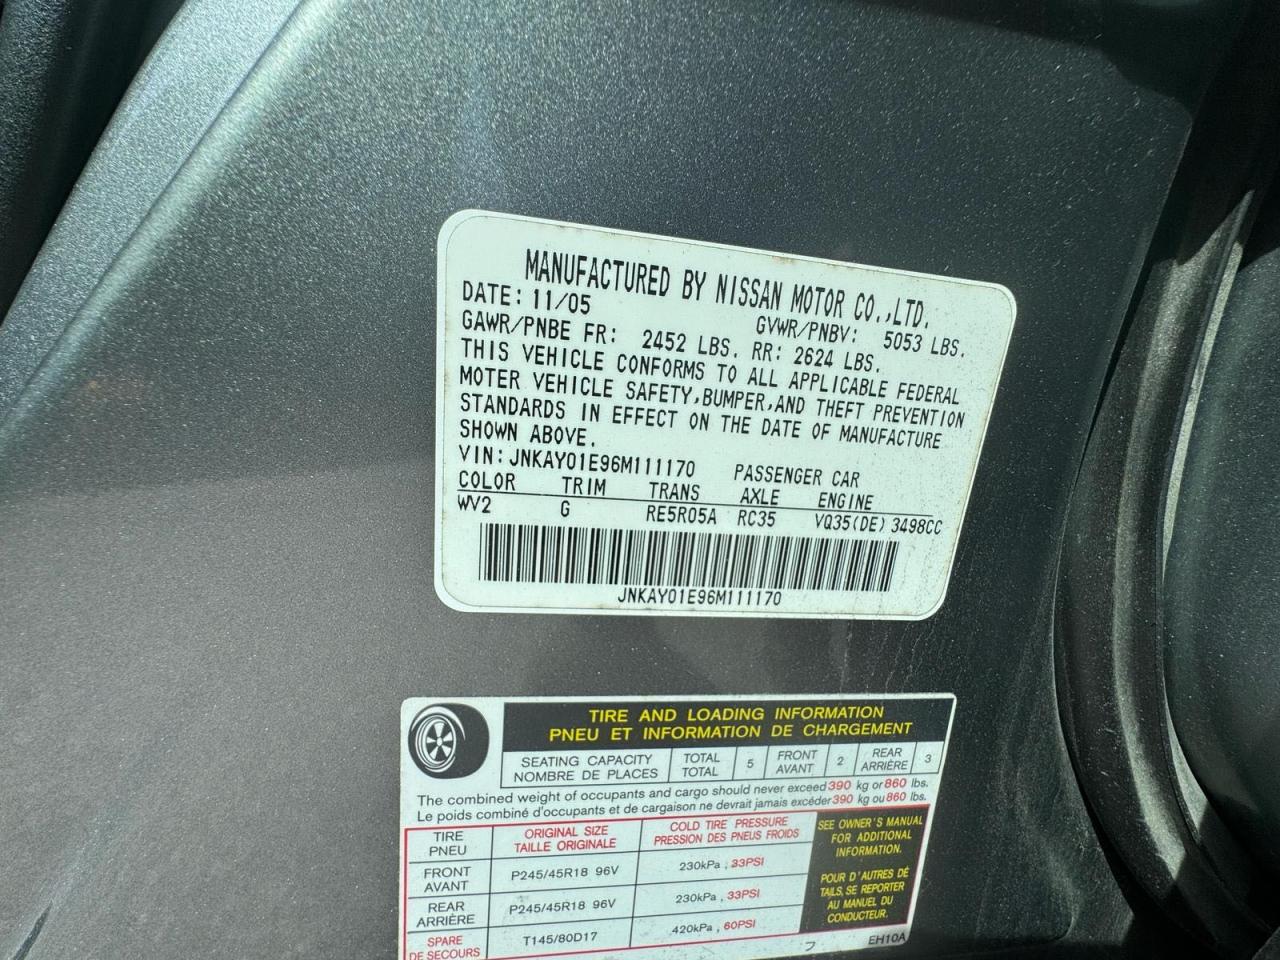 MANUFACTURED BY NISSAN MOTOR CO.,LTD.
DATE: 11/05 GVWR/PNBV: 5053 LBS.
GAWR/PNBE FR: 2452 LBS. RR: 2624 LBS.
THIS VEHICLE CONFORMS TO ALL APPLICABLE FEDERAL
MOTER VEHICLE SAFETY,BUMPER,AND THEFT PREVENTION
STANDARDS IN EFFECT ON THE DATE OF MANUFACTURE
SHOWN ABOVE.
VIN:JNKAY01E96M111170 PASSENGER CAR
COLOR TRIM TRANS AXLE ENGINE
WV2 G RE5R05A RC35 VQ35(DE) 3498CC
JNKAY01E96M111170
TIRE AND LOADING INFORMATION
PNEU ET INFORMATION DE CHARGEMENT
SEATING CAPACITY TOTAL 5 FRONT 2 REAR 3
NOMBRE DE PLACES TOTAL AVANT ARRIÈRE
The combined weight of occupants and cargo should never exceed 390 kg or 860 lbs.
Le poids combiné d'occupants et de cargaison ne devrait jamais excéder 390 kg ou 860 lbs.
TIRE ORIGINAL SIZE COLD TIRE PRESSURE
PNEU TAILLE ORIGINALE PRESSION DES PNEUS FROIDS
FRONT P245/45R18 96V 230kPa , 33PSI
AVANT
REAR P245/45R18 96V 230kPa , 33PSI
ARRIÈRE
SPARE T145/80D17 420kPa , 60PSI
DE SECOURS
SEE OWNER'S MANUAL
FOR ADDITIONAL
INFORMATION.
POUR D'AUTRES DÉ
TAILS, SE REPORTER
AU MANUEL DU
CONDUCTEUR.
EH10A